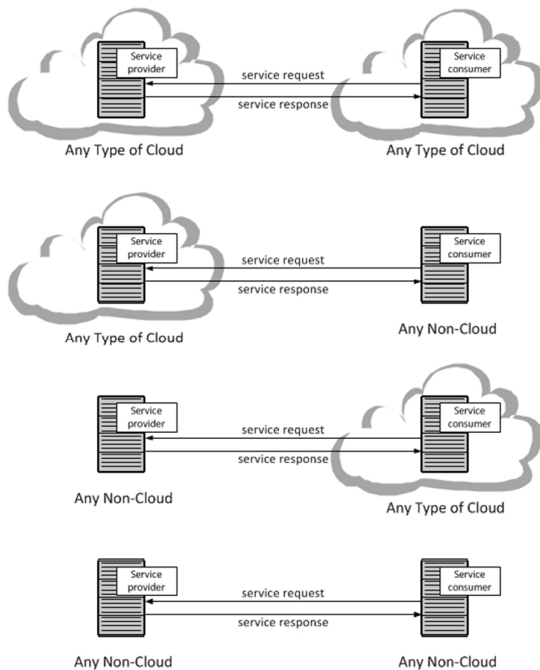 Service
provider
service request
service response
Service
consumer
Any Type of Cloud
Any Type of Cloud
Service
provider
service request
service response
Service
consumer
Any Type of Cloud
Any Non-Cloud
Service
provider
service request
service response
Service
consumer
Any Non-Cloud
Any Type of Cloud
Service
provider
service request
service response
Service
consumer
Any Non-Cloud
Any Non-Cloud